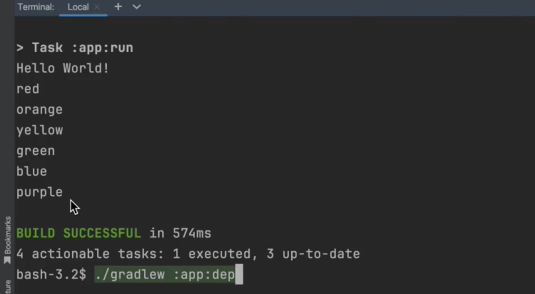 Terminal: Local × + ⌄
> Task :app:run
Hello World!
red
orange
yellow
green
blue
purple
BUILD SUCCESSFUL in 574ms
4 actionable tasks: 1 executed, 3 up-to-date
bash-3.2$ ./gradlew :app:dep
Bookmarks
ture